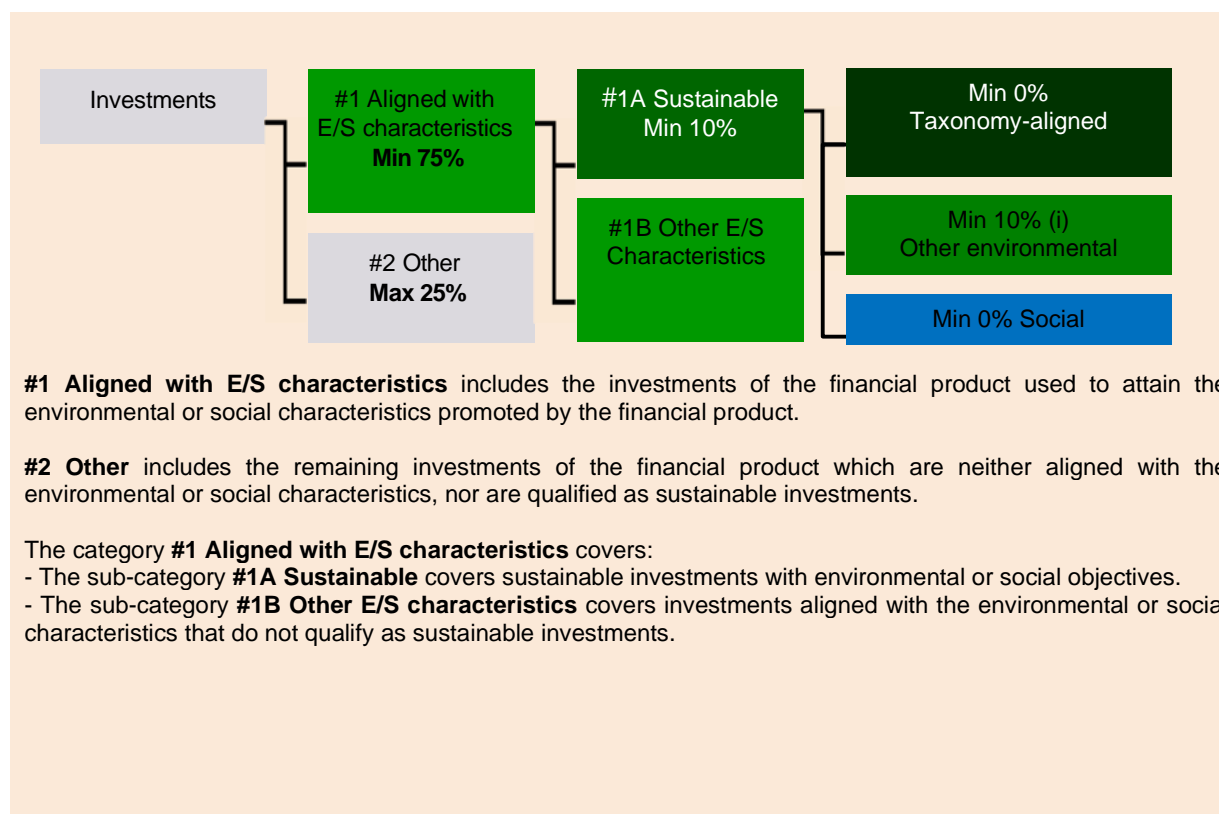 Investments
#1 Aligned with
E/S characteristics
Min 75%
#2 Other
Max 25%
#1A Sustainable
Min 10%
#1B Other E/S
Characteristics
Min 0%
Taxonomy-aligned
Min 10% (i)
Other environmental
Min 0% Social
#1 Aligned with E/S characteristics includes the investments of the financial product used to attain the
environmental or social characteristics promoted by the financial product.
#2 Other includes the remaining investments of the financial product which are neither aligned with the
environmental or social characteristics, nor are qualified as sustainable investments.
The category #1 Aligned with E/S characteristics covers:
- The sub-category #1A Sustainable covers sustainable investments with environmental or social objectives.
- The sub-category #1B Other E/S characteristics covers investments aligned with the environmental or social
characteristics that do not qualify as sustainable investments.